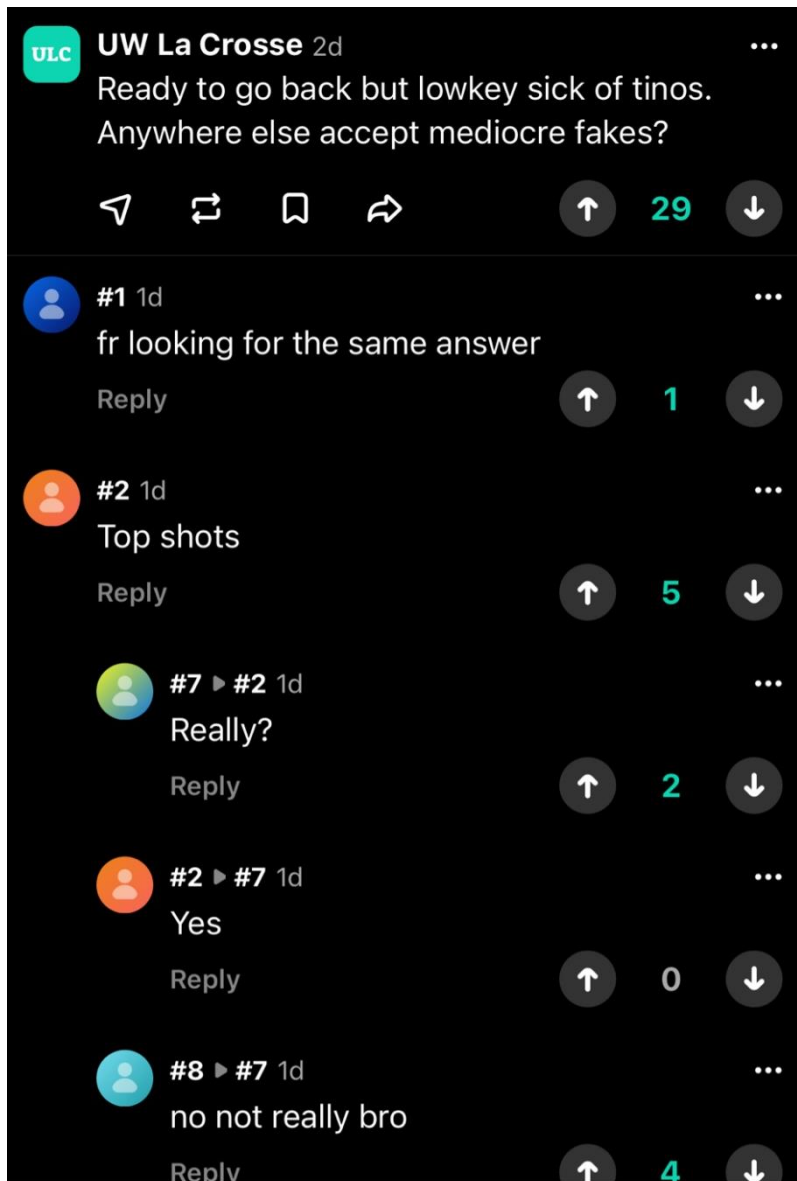 ULC
UW La Crosse 2d
Ready to go back but lowkey sick of tinos.
Anywhere else accept mediocre fakes?
29
#1 1d
fr looking for the same answer
Reply
1
#2 1d
Top shots
Reply
5
#7 ▸ #2 1d
Really?
Reply
2
#2 ▸ #7 1d
Yes
Reply
0
#8 ▸ #7 1d
no not really bro
Reply
4